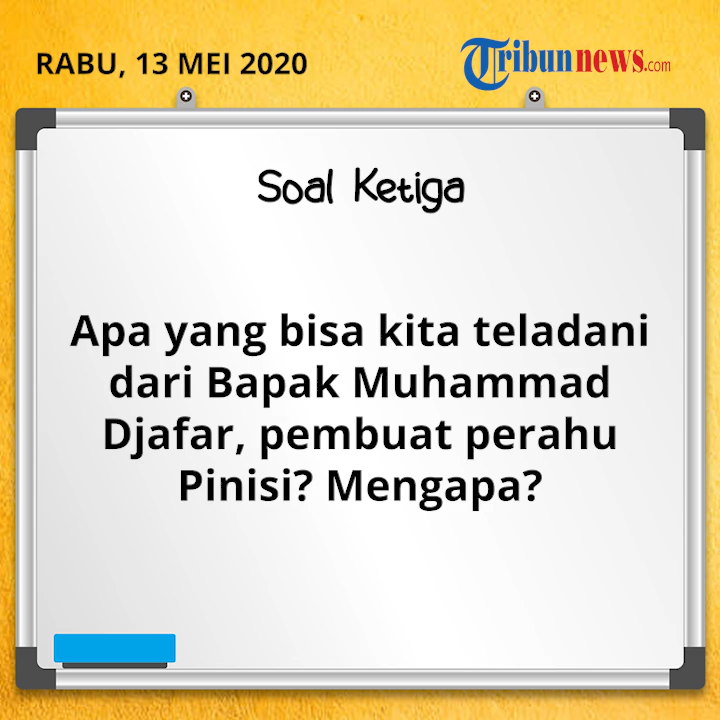 RABU, 13 MEI 2020
Tribunnews.com
Soal Ketiga
Apa yang bisa kita teladani
dari Bapak Muhammad
Djafar, pembuat perahu
Pinisi? Mengapa?